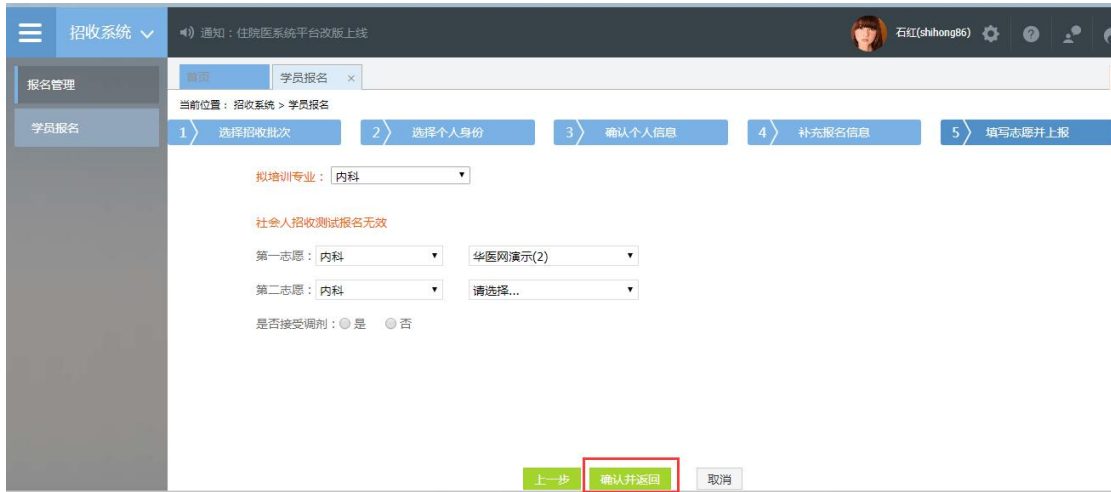 招收系统
通知：住院医系统平台改版上线
石红(shihong86)
报名管理
学员报名
首页
学员报名 ×
当前位置： 招收系统 > 学员报名
1 选择招收批次
2 选择个人身份
3 确认个人信息
4 补充报名信息
5 填写志愿并上报
拟培训专业： 内科
社会人招收测试报名无效
第一志愿： 内科 华医网演示(2)
第二志愿： 内科 请选择...
是否接受调剂： 是 否
上一步 确认并返回 取消